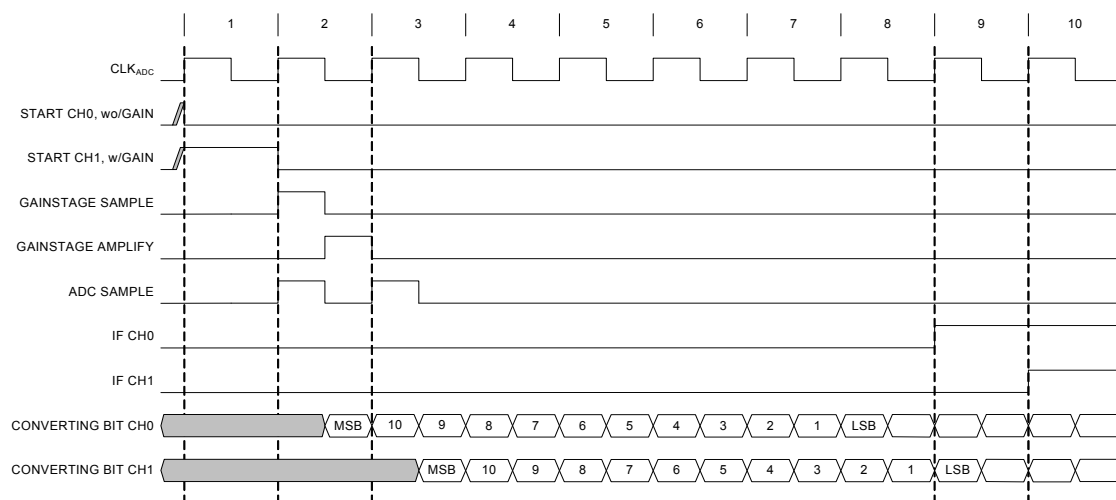 1 2 3 4 5 6 7 8 9 10
CLKADC
START CH0, wo/GAIN
START CH1, w/GAIN
GAINSTAGE SAMPLE
GAINSTAGE AMPLIFY
ADC SAMPLE
IF CH0
IF CH1
CONVERTING BIT CH0 MSB 10 9 8 7 6 5 4 3 2 1 LSB
CONVERTING BIT CH1 MSB 10 9 8 7 6 5 4 3 2 1 LSB